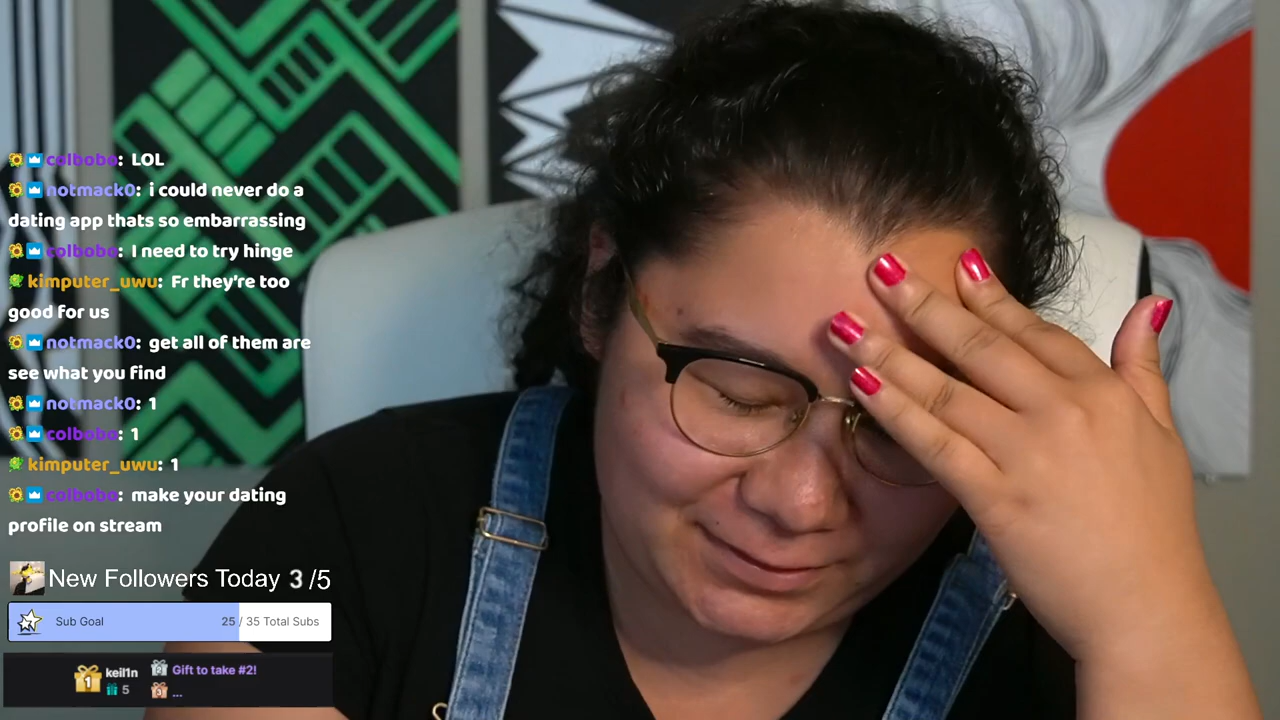 colbobo: LOL
notmack0: i could never do a
dating app thats so embarrassing
colbobo: I need to try hinge
kimputer_uwu: Fr they're too
good for us
notmack0: get all of them are
see what you find
notmack0: 1
colbobo: 1
kimputer_uwu: 1
colbobo: make your dating
profile on stream
New Followers Today 3 /5
Sub Goal 25 / 35 Total Subs
1 keil1n 2 Gift to take #2!
5 3 ...